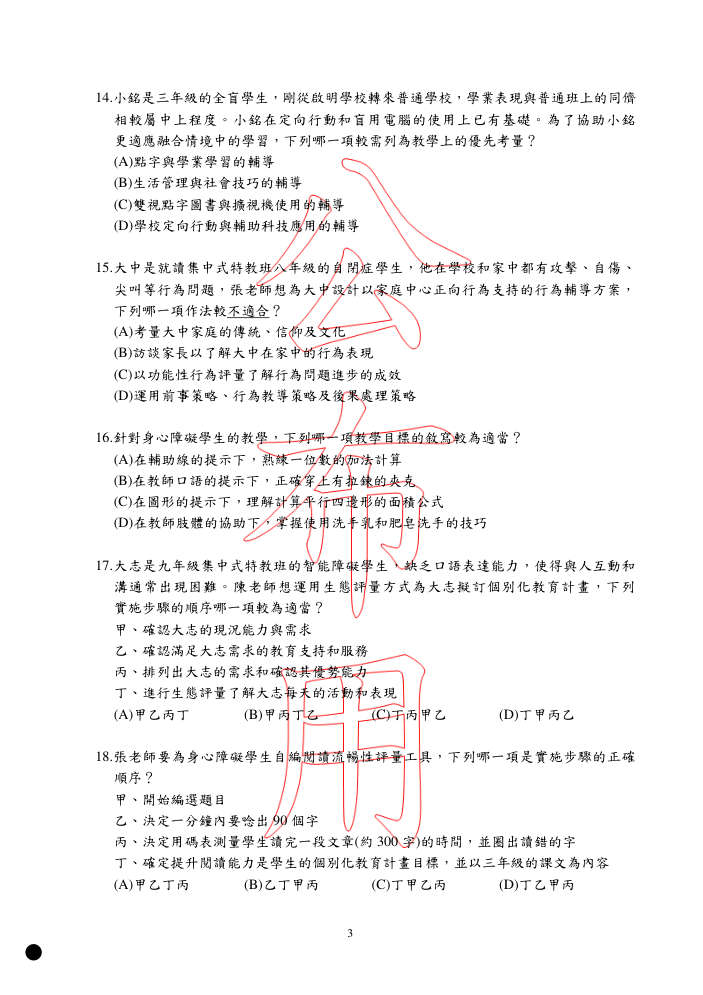 14.小銘是三年級的全盲學生，剛從啟明學校轉來普通學校，學業表現與普通班上的同儕
相較屬中上程度。小銘在定向行動和盲用電腦的使用上已有基礎。為了協助小銘
更適應融合情境中的學習，下列哪一項較需列為教學上的優先考量？
(A)點字與學業學習的輔導
(B)生活管理與社會技巧的輔導
(C)雙視點字圖書與擴視機使用的輔導
(D)學校定向行動與輔助科技應用的輔導
15.大中是就讀集中式特教班八年級的自閉症學生，他在學校和家中都有攻擊、自傷、
尖叫等行為問題，張老師想為大中設計以家庭中心正向行為支持的行為輔導方案，
下列哪一項作法較不適合？
(A)考量大中家庭的傳統、信仰及文化
(B)訪談家長以了解大中在家中的行為表現
(C)以功能性行為評量了解行為問題進步的成效
(D)運用前事策略、行為教導策略及後果處理策略
16.針對身心障礙學生的教學，下列哪一項教學目標的敘寫較為適當？
(A)在輔助線的提示下，熟練一位數的加法計算
(B)在教師口語的提示下，正確穿上有拉鍊的夾克
(C)在圖形的提示下，理解計算平行四邊形的面積公式
(D)在教師肢體的協助下，掌握使用洗手乳和肥皂洗手的技巧
17.大志是九年級集中式特教班的智能障礙學生，缺乏口語表達能力，使得與人互動和
溝通常出現困難。陳老師想運用生態評量方式為大志擬訂個別化教育計畫，下列
實施步驟的順序哪一項較為適當？
甲、確認大志的現況能力與需求
乙、確認滿足大志需求的教育支持和服務
丙、排列出大志的需求和確認其優勢能力
丁、進行生態評量了解大志每天的活動和表現
(A)甲乙丙丁 (B)甲丙丁乙 (C)丁丙甲乙 (D)丁甲丙乙
18.張老師要為身心障礙學生自編閱讀流暢性評量工具，下列哪一項是實施步驟的正確
順序？
甲、開始編選題目
乙、決定一分鐘內要唸出 90 個字
丙、決定用碼表測量學生讀完一段文章(約 300 字)的時間，並圈出讀錯的字
丁、確定提升閱讀能力是學生的個別化教育計畫目標，並以三年級的課文為內容
(A)甲乙丁丙 (B)乙丁甲丙 (C)丁甲乙丙 (D)丁乙甲丙
3
公
布
用